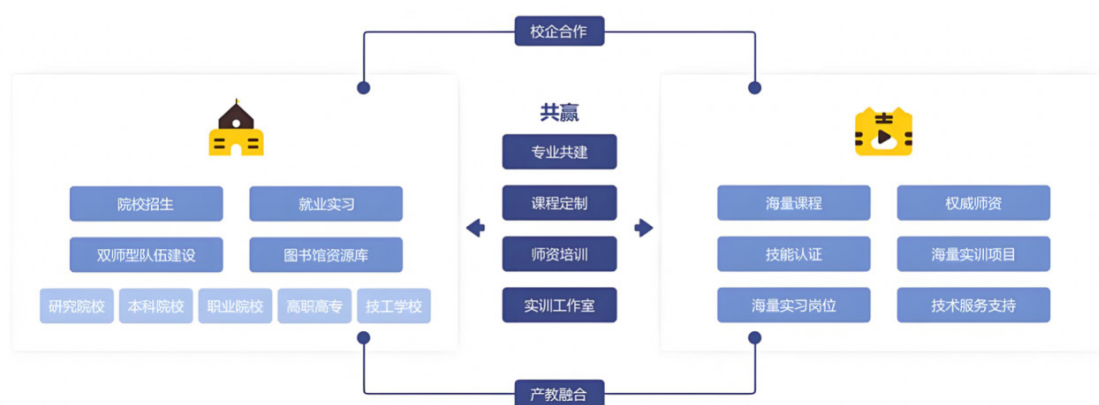 校企合作
院校招生
就业实习
双师型队伍建设
图书馆资源库
研究院校
本科院校
职业院校
高职高专
技工学校
共赢
专业共建
课程定制
师资培训
实训工作室
海量课程
权威师资
技能认证
海量实训项目
海量实习岗位
技术服务支持
产教融合